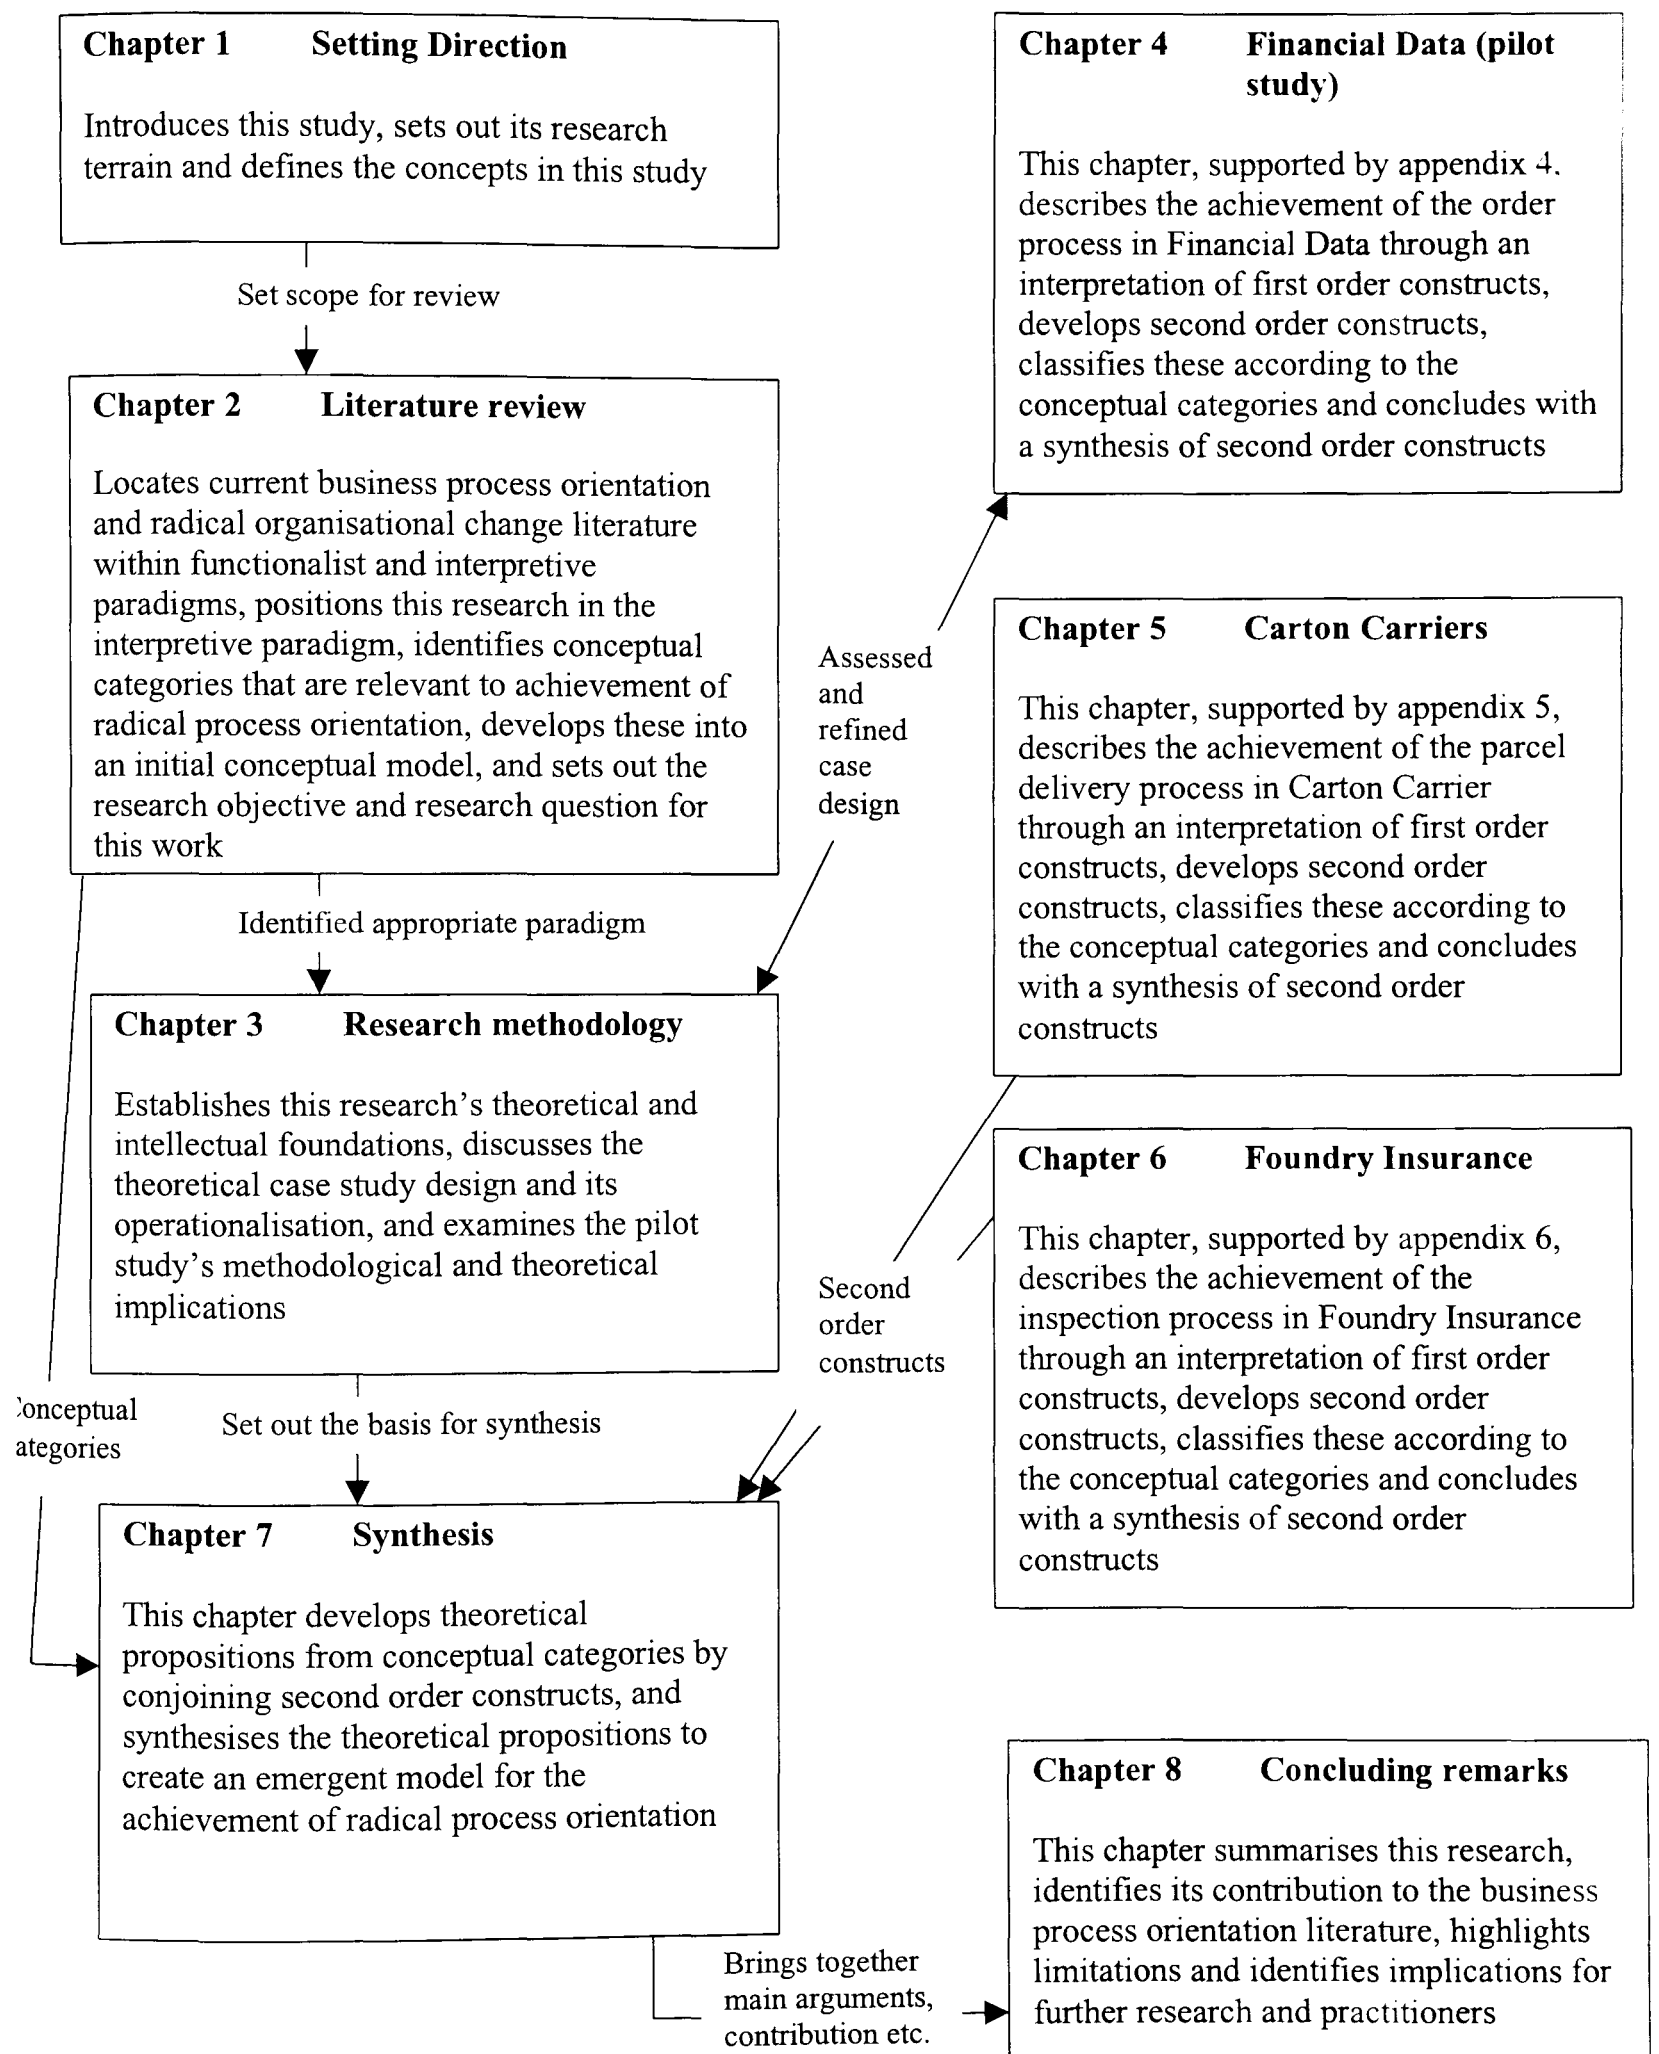 Chapter 1 Setting Direction
Introduces this study, sets out its research
terrain and defines the concepts in this study
Set scope for review
Chapter 2 Literature review
Locates current business process orientation
and radical organisational change literature
within functionalist and interpretive
paradigms, positions this research in the
interpretive paradigm, identifies conceptual
categories that are relevant to achievement of
radical process orientation, develops these into
an initial conceptual model, and sets out the
research objective and research question for
this work
Identified appropriate paradigm
Chapter 3 Research methodology
Establishes this research's theoretical and
intellectual foundations, discusses the
theoretical case study design and its
operationalisation, and examines the pilot
study's methodological and theoretical
implications
onceptual
ategories
Set out the basis for synthesis
Chapter 7 Synthesis
This chapter develops theoretical
propositions from conceptual categories by
conjoining second order constructs, and
synthesises the theoretical propositions to
create an emergent model for the
achievement of radical process orientation
Assessed
and
refined
case
design
Second
order
constructs
Brings together
main arguments,
contribution etc.
Chapter 4 Financial Data (pilot
study)
This chapter, supported by appendix 4.
describes the achievement of the order
process in Financial Data through an
interpretation of first order constructs,
develops second order constructs,
classifies these according to the
conceptual categories and concludes with
a synthesis of second order constructs
Chapter 5 Carton Carriers
This chapter, supported by appendix 5,
describes the achievement of the parcel
delivery process in Carton Carrier
through an interpretation of first order
constructs, develops second order
constructs, classifies these according to
the conceptual categories and concludes
with a synthesis of second order
constructs
Chapter 6 Foundry Insurance
This chapter, supported by appendix 6,
describes the achievement of the
inspection process in Foundry Insurance
through an interpretation of first order
constructs, develops second order
constructs, classifies these according to
the conceptual categories and concludes
with a synthesis of second order
constructs
Chapter 8 Concluding remarks
This chapter summarises this research,
identifies its contribution to the business
process orientation literature, highlights
limitations and identifies implications for
further research and practitioners